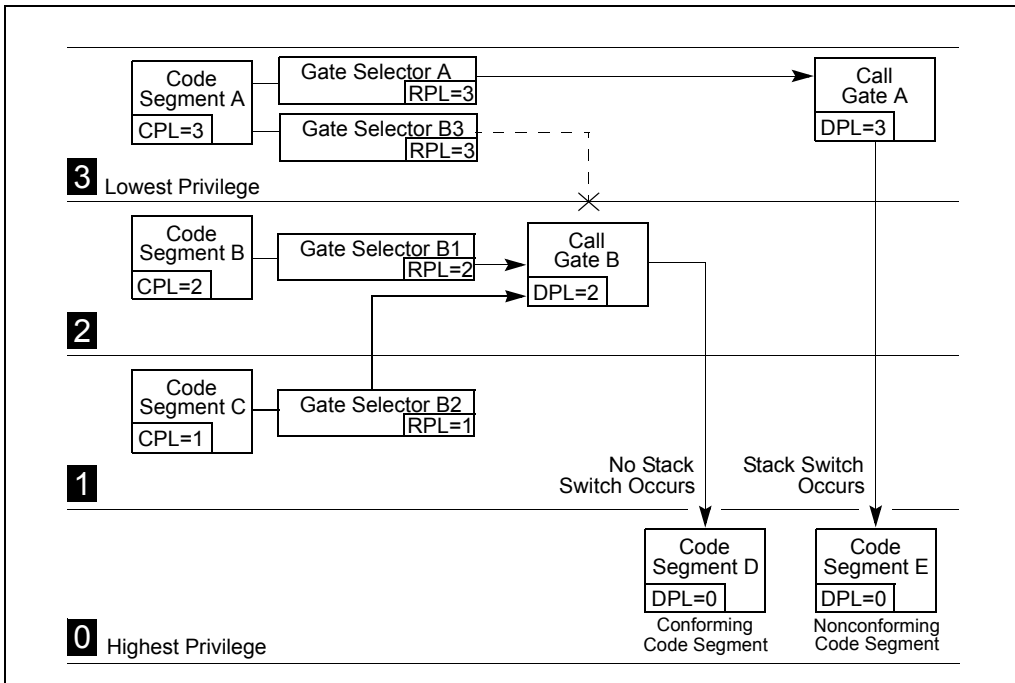 Code
Segment A
CPL=3
Gate Selector A
RPL=3
Gate Selector B3
RPL=3
Call
Gate A
DPL=3
3 Lowest Privilege
Code
Segment B
CPL=2
Gate Selector B1
RPL=2
Call
Gate B
DPL=2
2
Code
Segment C
CPL=1
Gate Selector B2
RPL=1
No Stack
Switch Occurs
Stack Switch
Occurs
1
Code
Segment D
DPL=0
Conforming
Code Segment
Code
Segment E
DPL=0
Nonconforming
Code Segment
0 Highest Privilege